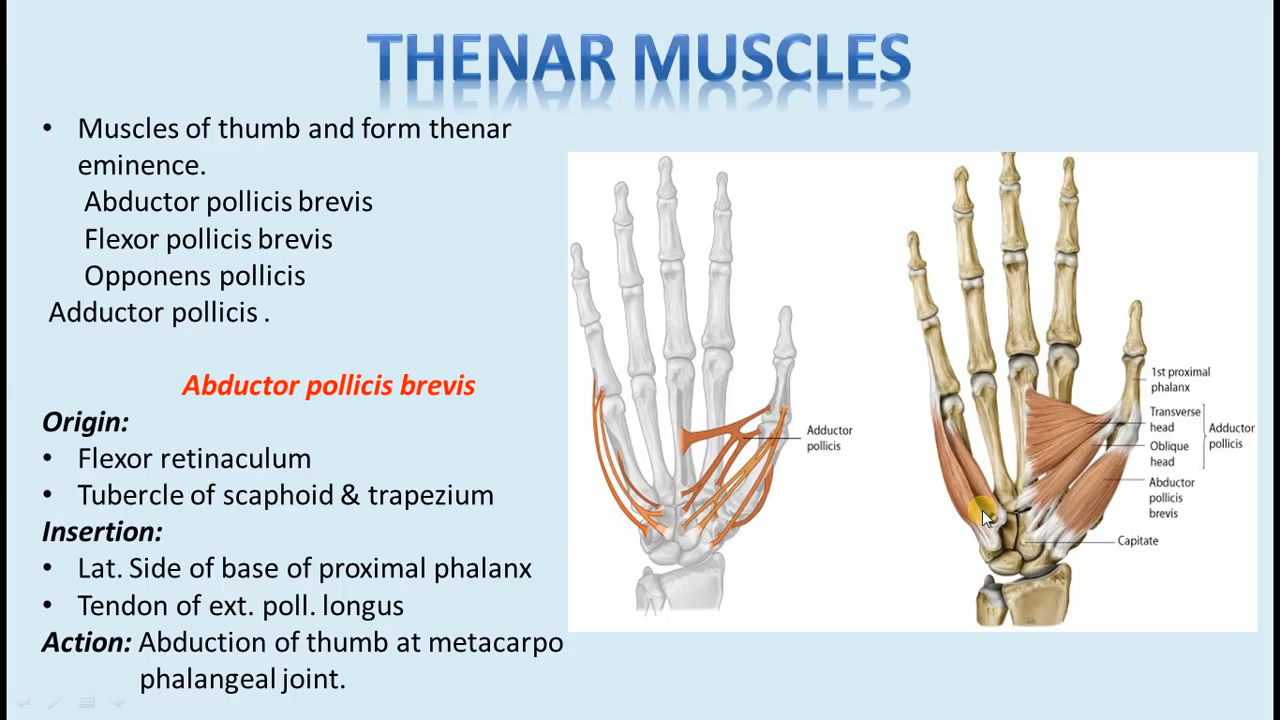 THENAR MUSCLES
• Muscles of thumb and form thenar
eminence.
Abductor pollicis brevis
Flexor pollicis brevis
Opponens pollicis
Adductor pollicis .
Abductor pollicis brevis
Origin:
• Flexor retinaculum
• Tubercle of scaphoid & trapezium
Insertion:
• Lat. Side of base of proximal phalanx
• Tendon of ext. poll. longus
Action: Abduction of thumb at metacarpo
phalangeal joint.
Adductor
pollicis
1st proximal
phalanx
Transverse
head
Oblique
head
Adductor
pollicis
Abductor
pollicis
brevis
Capitate